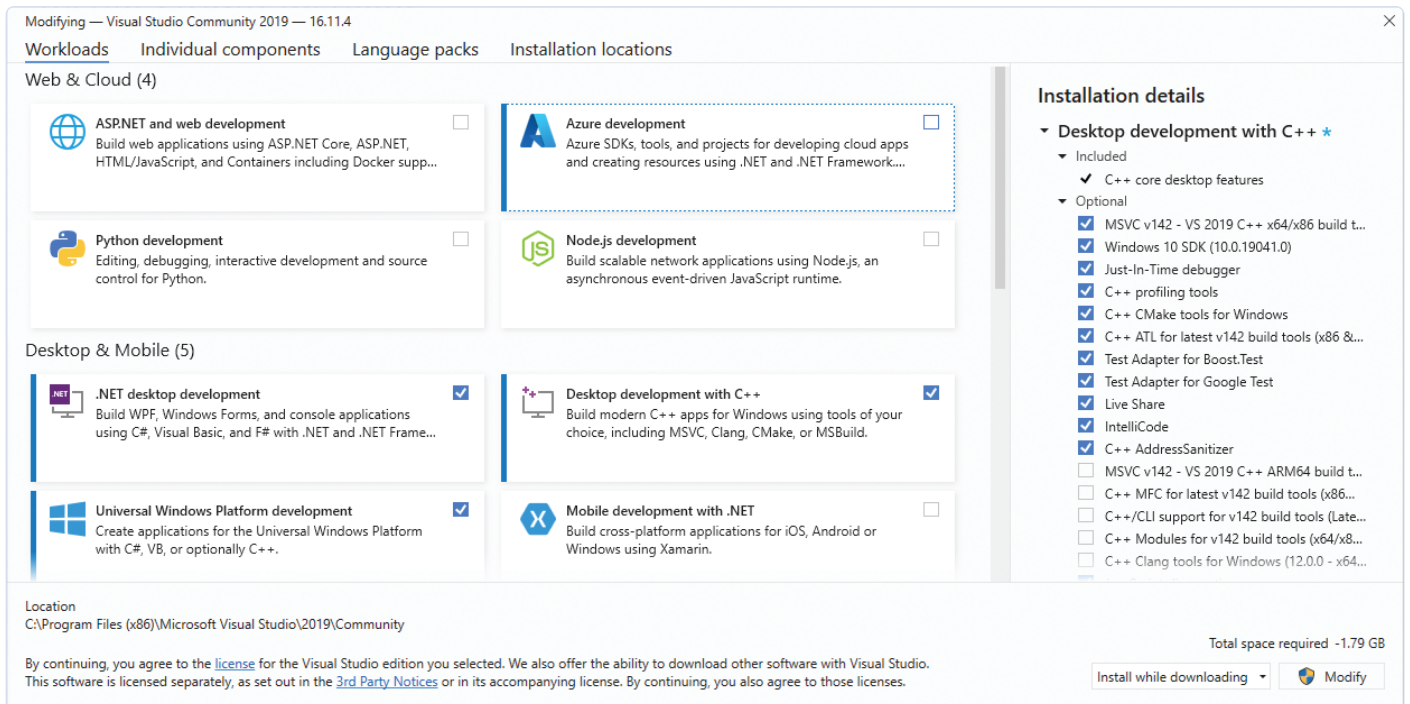 Modifying — Visual Studio Community 2019 — 16.11.4
Workloads Individual components Language packs Installation locations
Web & Cloud (4)
ASP.NET and web development
Build web applications using ASP.NET Core, ASP.NET,
HTML/JavaScript, and Containers including Docker supp...
Azure development
Azure SDKs, tools, and projects for developing cloud apps
and creating resources using .NET and .NET Framework....
Python development
Editing, debugging, interactive development and source
control for Python.
Node.js development
Build scalable network applications using Node.js, an
asynchronous event-driven JavaScript runtime.
Desktop & Mobile (5)
.NET
.NET desktop development
Build WPF, Windows Forms, and console applications
using C#, Visual Basic, and F# with .NET and .NET Frame...
Desktop development with C++
Build modern C++ apps for Windows using tools of your
choice, including MSVC, Clang, CMake, or MSBuild.
Universal Windows Platform development
Create applications for the Universal Windows Platform
with C#, VB, or optionally C++.
Mobile development with .NET
Build cross-platform applications for iOS, Android or
Windows using Xamarin.
Installation details
Desktop development with C++ *
Included
C++ core desktop features
Optional
MSVC v142 - VS 2019 C++ x64/x86 build t...
Windows 10 SDK (10.0.19041.0)
Just-In-Time debugger
C++ profiling tools
C++ CMake tools for Windows
C++ ATL for latest v142 build tools (x86 &...
Test Adapter for Boost.Test
Test Adapter for Google Test
Live Share
IntelliCode
C++ AddressSanitizer
MSVC v142 - VS 2019 C++ ARM64 build t...
C++ MFC for latest v142 build tools (x86...
C++/CLI support for v142 build tools (Late...
C++ Modules for v142 build tools (x64/x8...
C++ Clang tools for Windows (12.0.0 - x64...
Location
C:\Program Files (x86)\Microsoft Visual Studio\2019\Community
Total space required -1.79 GB
By continuing, you agree to the license for the Visual Studio edition you selected. We also offer the ability to download other software with Visual Studio.
This software is licensed separately, as set out in the 3rd Party Notices or in its accompanying license. By continuing, you also agree to those licenses.
Install while downloading
Modify